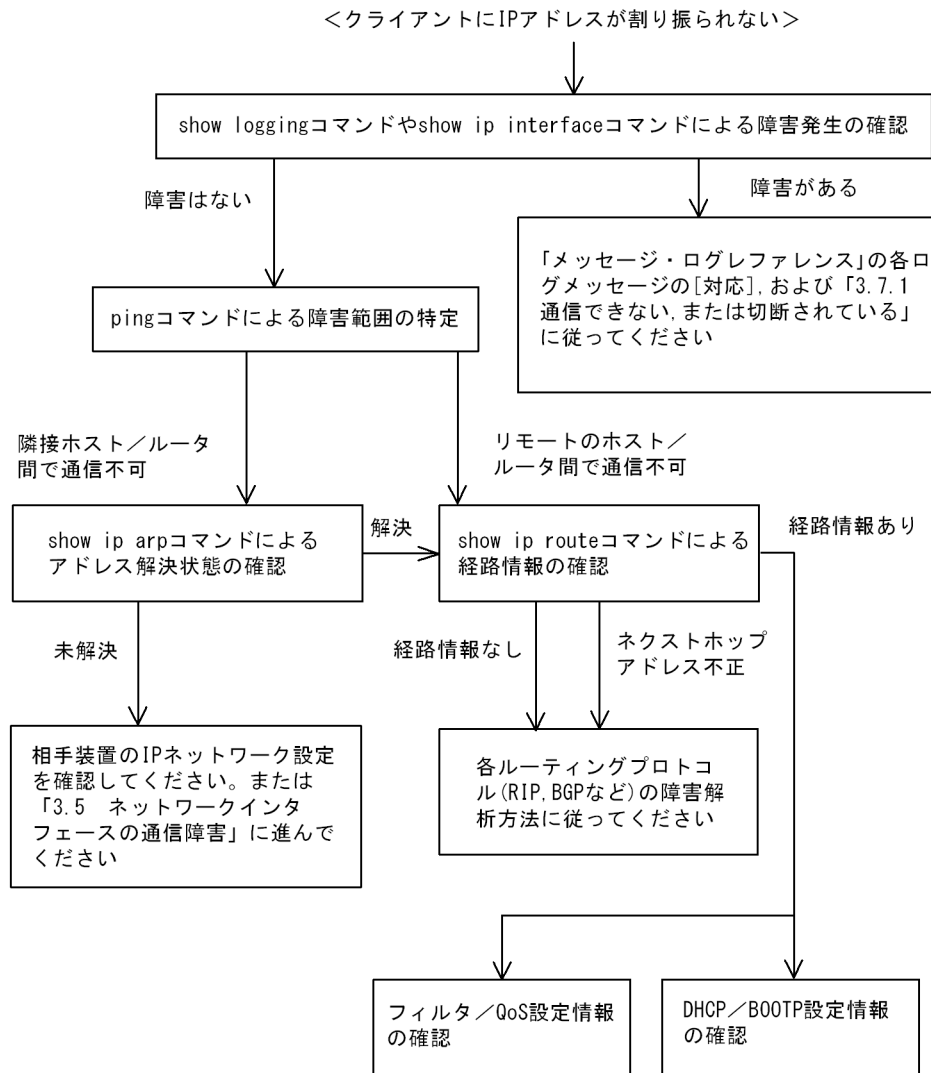 ＜クライアントにIPアドレスが割り振られない＞
show loggingコマンドやshow ip interfaceコマンドによる障害発生の確認
障害はない
障害がある
「メッセージ・ログレファレンス」の各ロ
グメッセージの[対応],および「3.7.1
通信できない,または切断されている」
に従ってください
pingコマンドによる障害範囲の特定
隣接ホスト／ルータ
間で通信不可
リモートのホスト／
ルータ間で通信不可
show ip arpコマンドによる
アドレス解決状態の確認
解決
show ip routeコマンドによる
経路情報の確認
経路情報あり
未解決
経路情報なし
ネクストホップ
アドレス不正
相手装置のIPネットワーク設定
を確認してください。または
「3.5　ネットワークインタ
フェースの通信障害」に進んで
ください
各ルーティングプロトコ
ル(RIP,BGPなど)の障害解
析方法に従ってください
フィルタ／QoS設定情報
の確認
DHCP／BOOTP設定情報
の確認